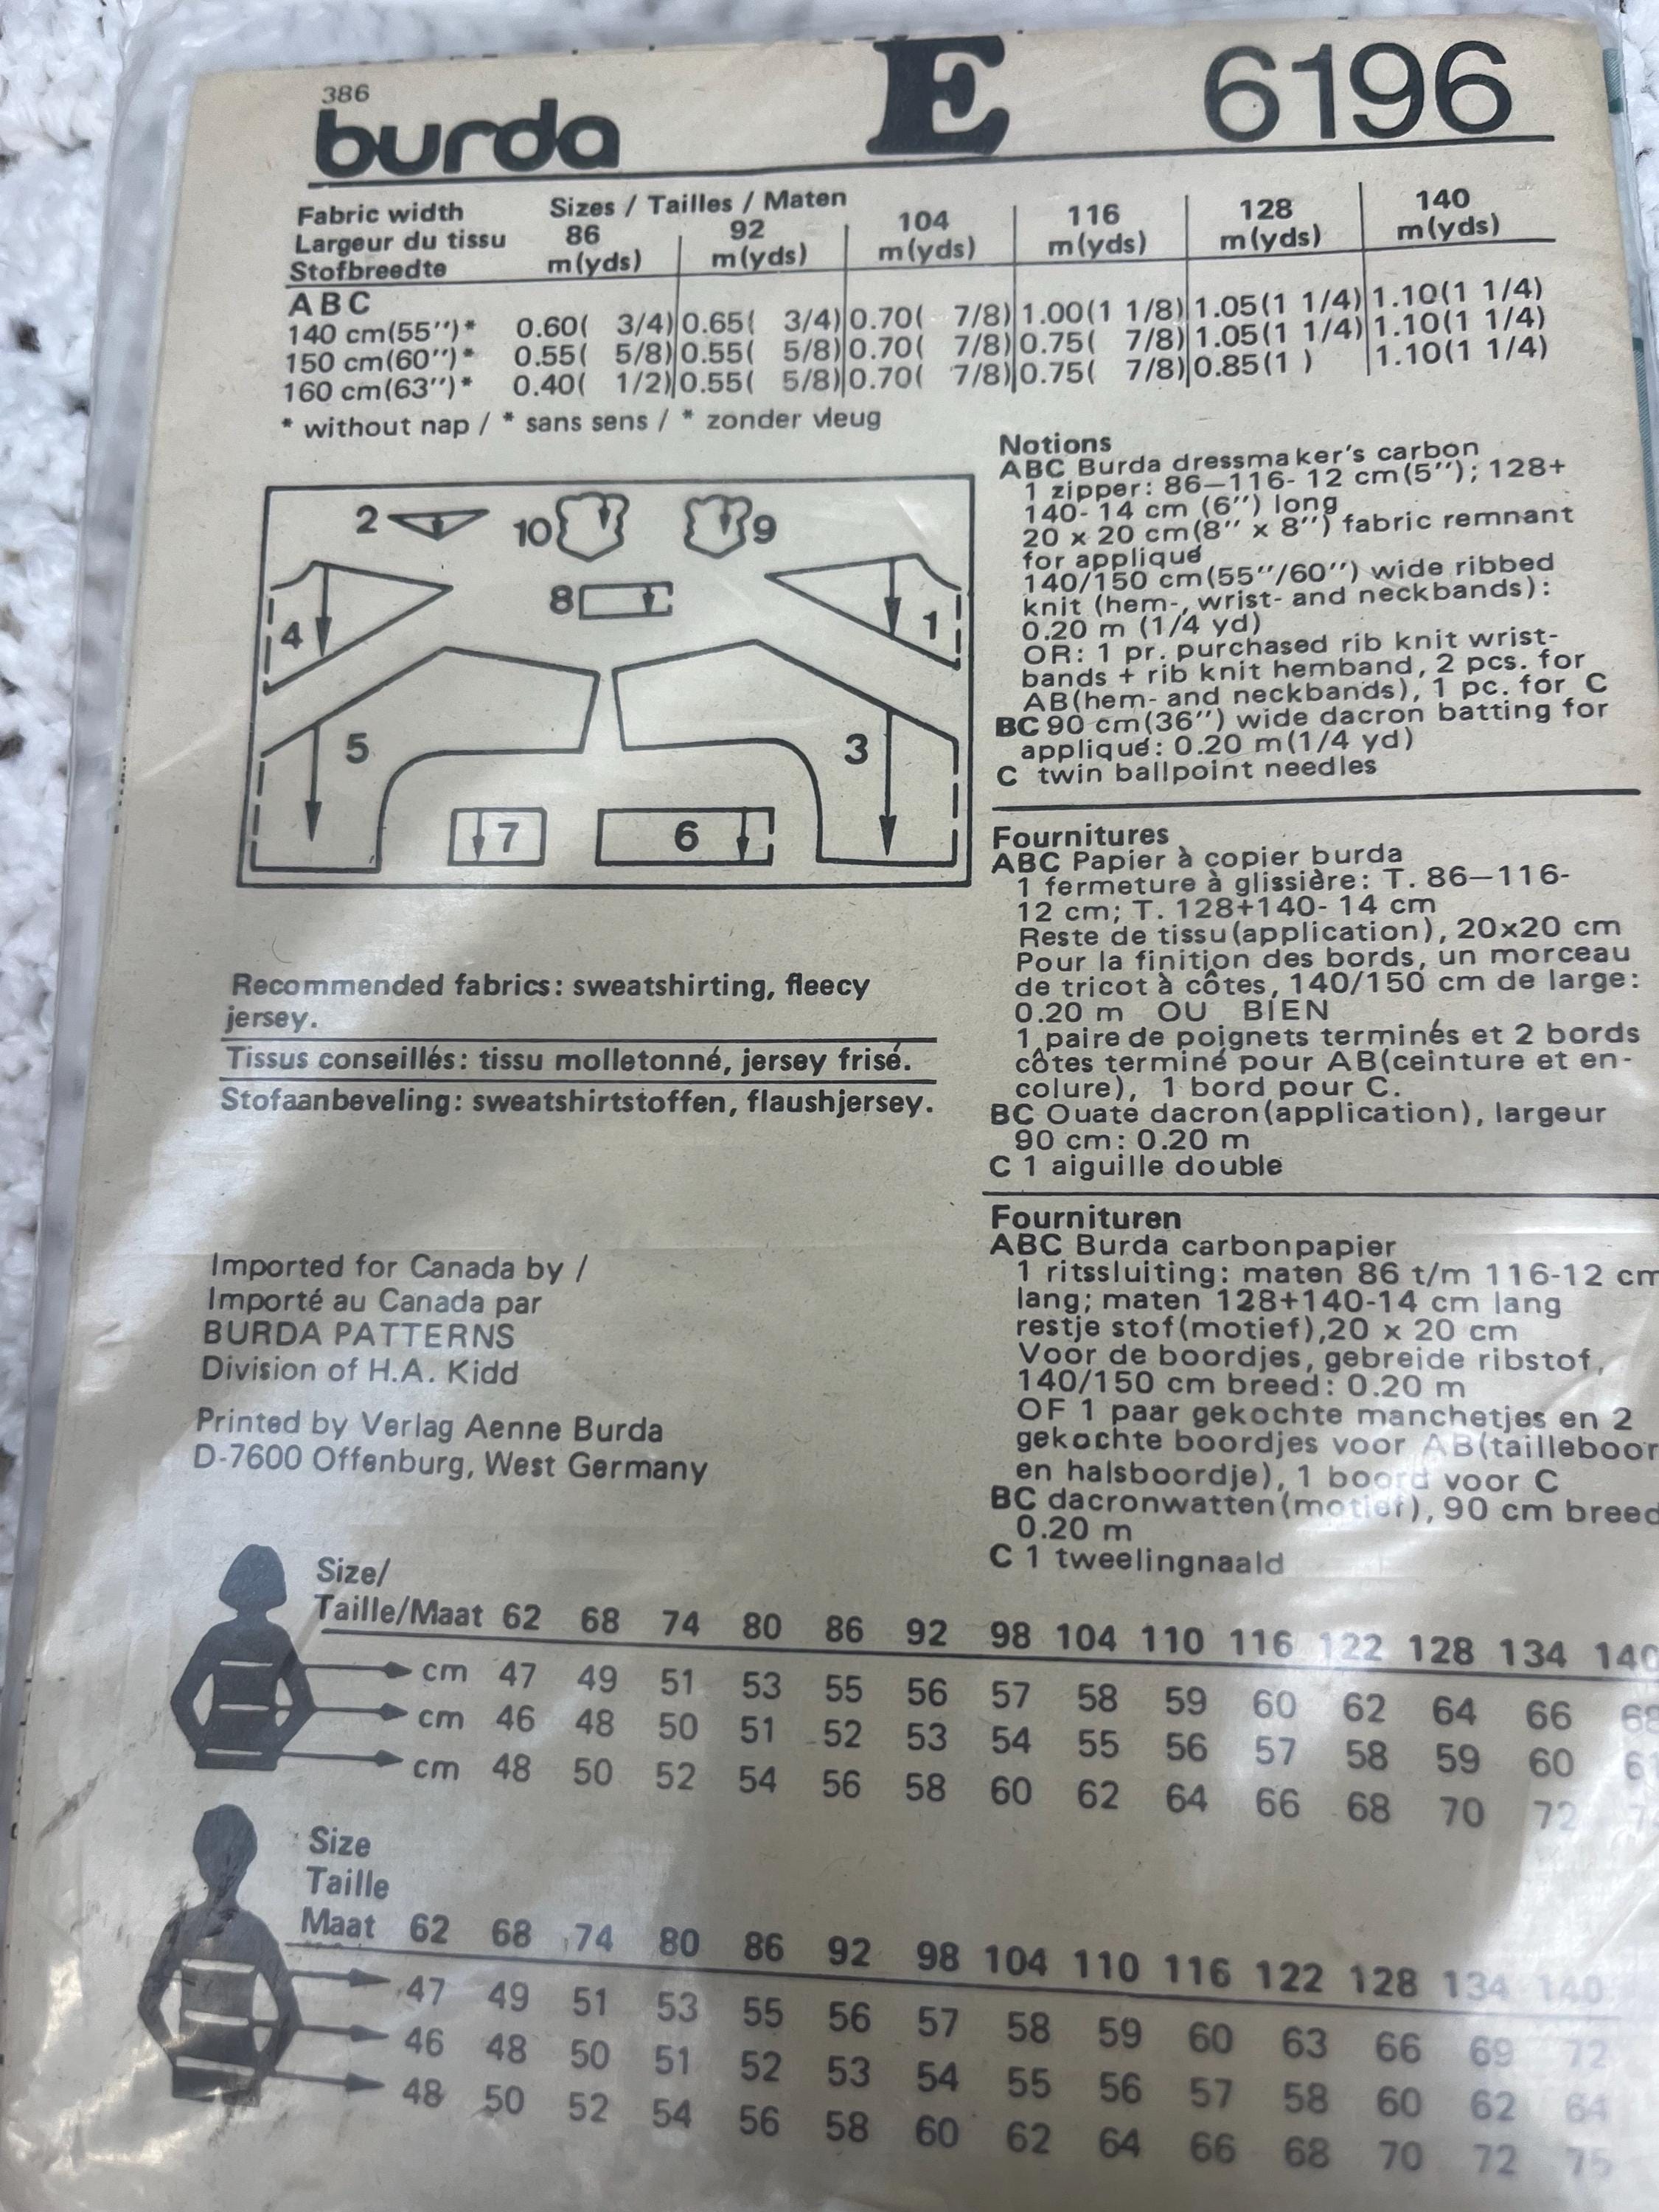 386
burda E 6196
Fabric width Sizes / Tailles / Maten
Largeur du tissu 86 92 104 116 128 140
Stofbreedte m(yds) m(yds) m(yds) m(yds) m(yds) m(yds)
ABC
140 cm(55'')* 0.60( 3/4) 0.65( 3/4) 0.70( 7/8) 1.00(1 1/8) 1.05(1 1/4) 1.10(1 1/4)
150 cm(60'')* 0.55( 5/8) 0.55( 5/8) 0.70( 7/8) 0.75( 7/8) 1.05(1 1/4) 1.10(1 1/4)
160 cm(63'')* 0.40( 1/2) 0.55( 5/8) 0.70( 7/8) 0.75( 7/8) 0.85(1 ) 1.10(1 1/4)
* without nap / * sans sens / * zonder vleug
2 10 9
8
4 1
5 3
7 6
Recommended fabrics: sweatshirting, fleecy
jersey.
Tissus conseillés: tissu molletonné, jersey frisé.
Stofaanbeveling: sweatshirtstoffen, flaushjersey.
Imported for Canada by /
Importé au Canada par
BURDA PATTERNS
Division of H.A. Kidd
Printed by Verlag Aenne Burda
D-7600 Offenburg, West Germany
Notions
ABC Burda dressmaker's carbon
1 zipper: 86–116- 12 cm(5''); 128+
140- 14 cm (6'') long
20 x 20 cm(8'' x 8'') fabric remnant
for appliqué
140/150 cm(55''/60'') wide ribbed
knit (hem-, wrist- and neckbands):
0.20 m (1/4 yd)
OR: 1 pr. purchased rib knit wrist-
bands + rib knit hemband, 2 pcs. for
AB(hem- and neckbands), 1 pc. for C
BC 90 cm(36'') wide dacron batting for
appliqué: 0.20 m(1/4 yd)
C twin ballpoint needles
Fournitures
ABC Papier à copier burda
1 fermeture à glissière: T. 86–116-
12 cm; T. 128+140- 14 cm
Reste de tissu(application), 20x20 cm
Pour la finition des bords, un morceau
de tricot à côtes, 140/150 cm de large:
0.20 m OU BIEN
1 paire de poignets terminés et 2 bords
côtes terminé pour AB(ceinture et en-
colure), 1 bord pour C.
BC Ouate dacron(application), largeur
90 cm: 0.20 m
C 1 aiguille double
Fournituren
ABC Burda carbonpapier
1 ritssluiting: maten 86 t/m 116-12 cm
lang; maten 128+140-14 cm lang
restje stof(motief),20 x 20 cm
Voor de boordjes, gebreide ribstof,
140/150 cm breed: 0.20 m
OF 1 paar gekochte manchetjes en 2
gekochte boordjes voor AB(tailleboor
en halsboordje), 1 boord voor C
BC dacronwatten(motief), 90 cm breed
0.20 m
C 1 tweelingnaald
Size/
Taille/Maat 62 68 74 80 86 92 98 104 110 116 122 128 134 140
cm 47 49 51 53 55 56 57 58 59 60 62 64 66 68
cm 46 48 50 51 52 53 54 55 56 57 58 59 60 61
cm 48 50 52 54 56 58 60 62 64 66 68 70 72
Size
Taille
Maat 62 68 74 80 86 92 98 104 110 116 122 128 134 140
47 49 51 53 55 56 57 58 59 60 63 66 69 72
46 48 50 51 52 53 54 55 56 57 58 60 62 64
48 50 52 54 56 58 60 62 64 66 68 70 72 75